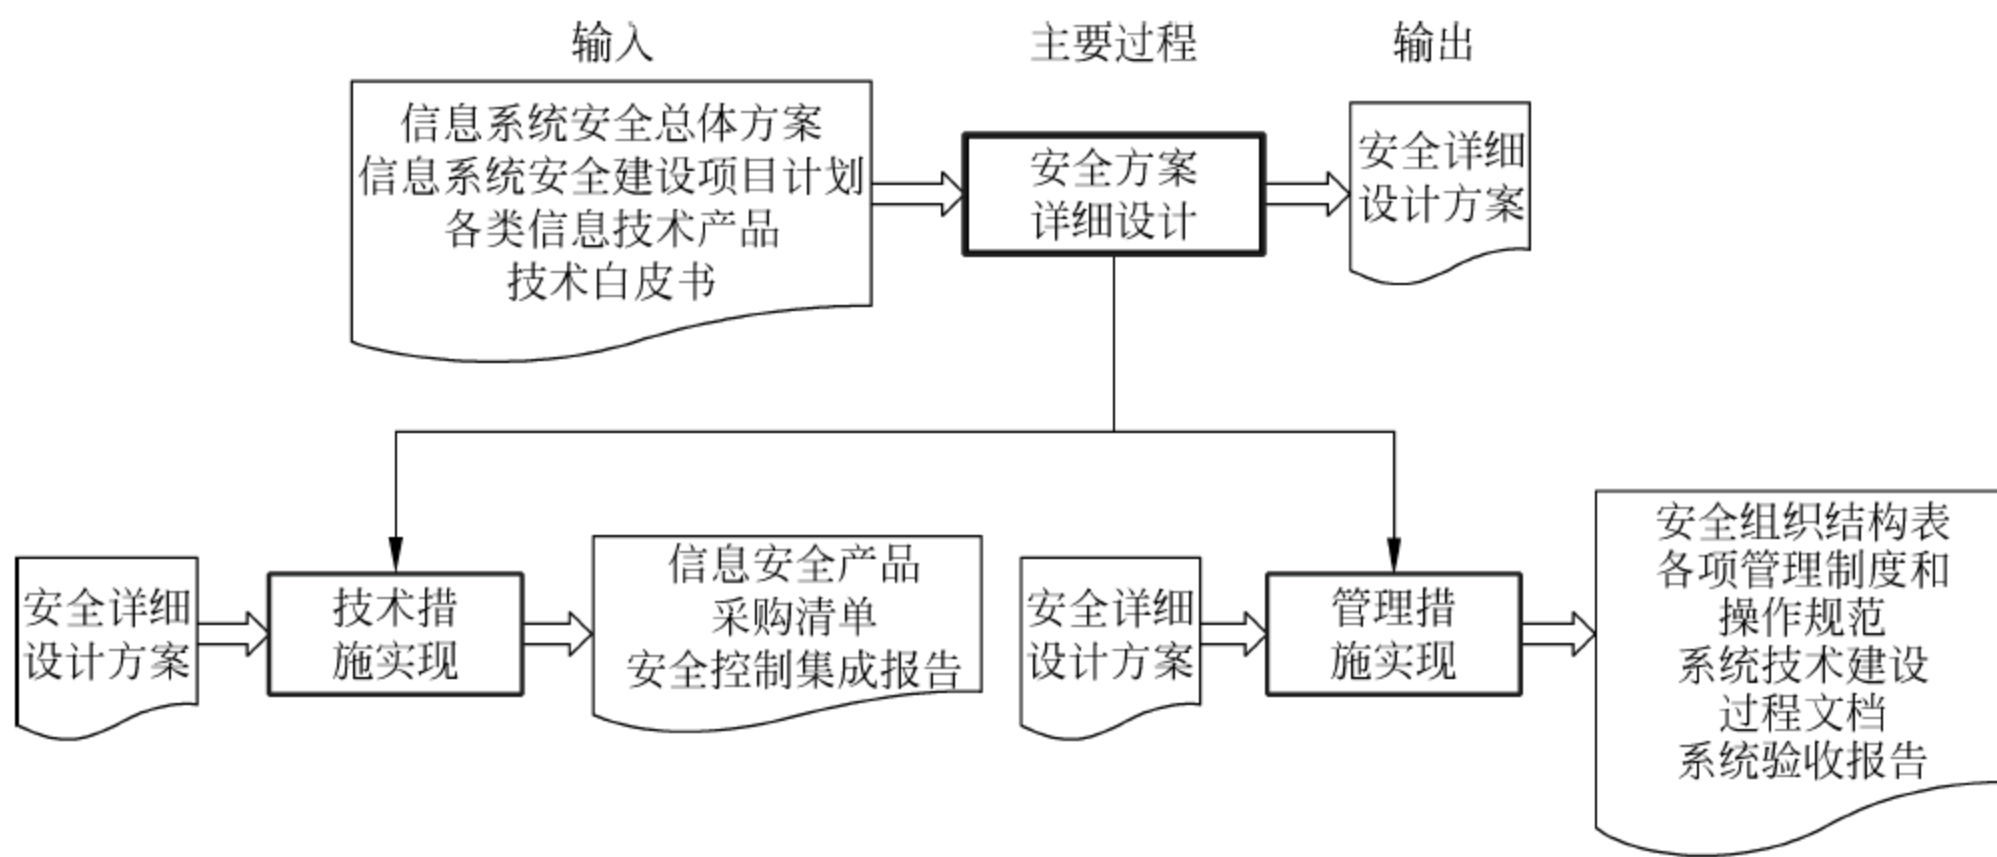 输入
主要过程
输出
信息系统安全总体方案
信息系统安全建设项目计划
各类信息技术产品
技术白皮书
安全方案
详细设计
安全详细
设计方案
安全详细
设计方案
技术措
施实现
信息安全产品
采购清单
安全控制集成报告
安全详细
设计方案
管理措
施实现
安全组织结构表
各项管理制度和
操作规范
系统技术建设
过程文档
系统验收报告